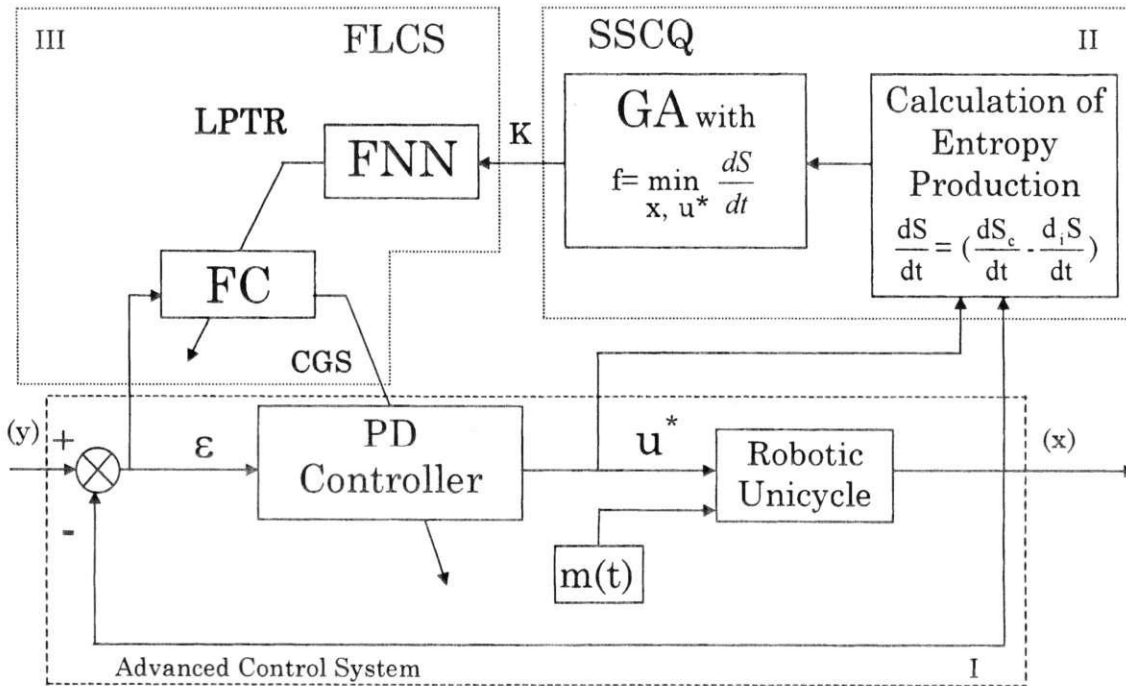 III
FLCS
SSCQ
II
LPTR
FNN
K
GA with
f= min dS/dt
x, u*
Calculation of
Entropy
Production
dS/dt = (dS_c/dt - d_iS/dt)
FC
CGS
(y)
+
-
ε
PD
Controller
u*
Robotic
Unicycle
(x)
m(t)
Advanced Control System
I